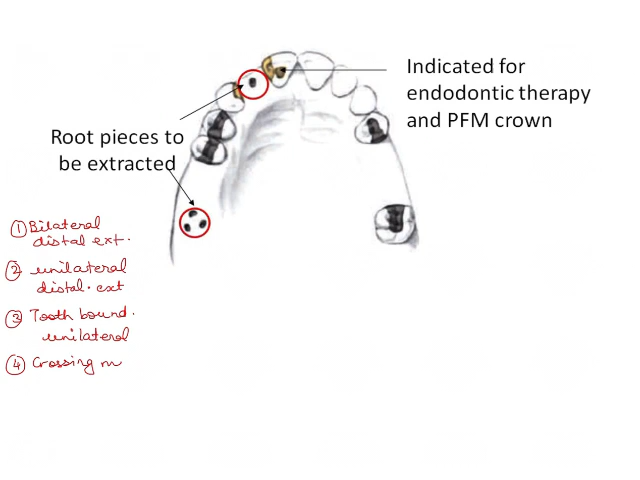 Indicated for
endodontic therapy
and PFM crown
Root pieces to
be extracted
① Bilateral
distal ext.
② unilateral
distal. ext
③ Tooth bound.
unilateral
④ Crossing m